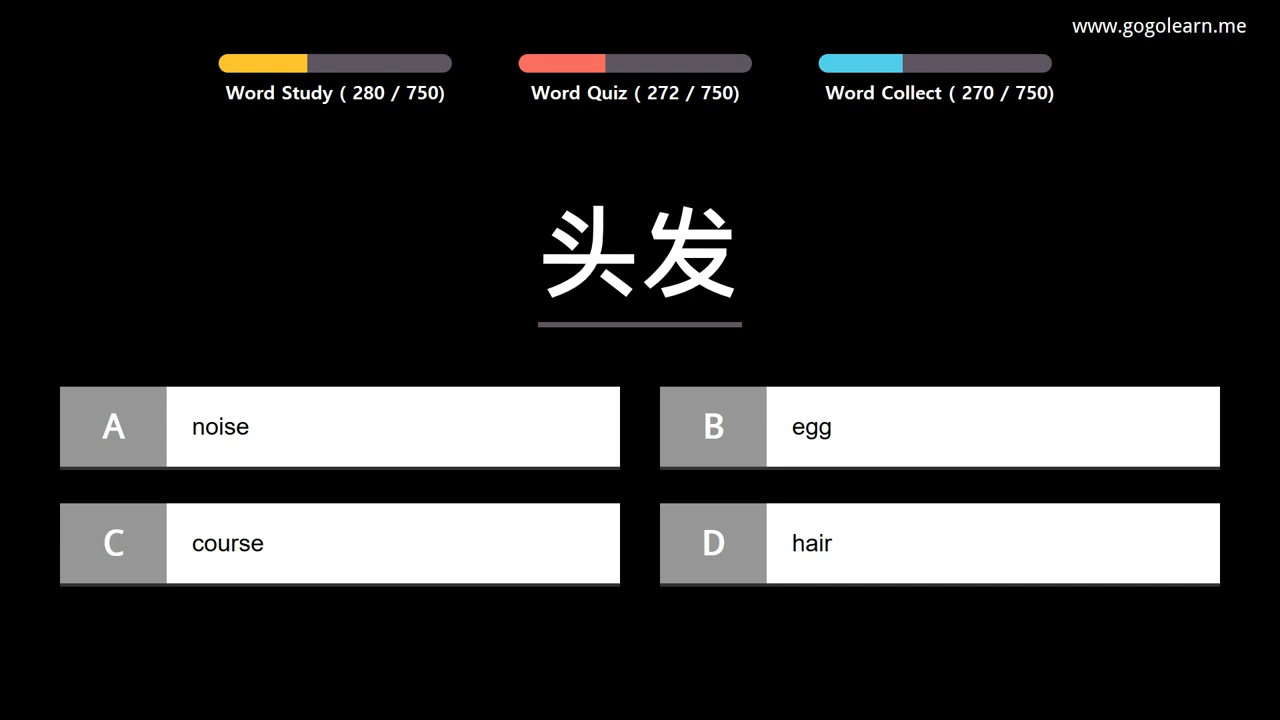 www.gogolearn.me
Word Study ( 280 / 750)
Word Quiz ( 272 / 750)
Word Collect ( 270 / 750)
头发
A noise
B egg
C course
D hair